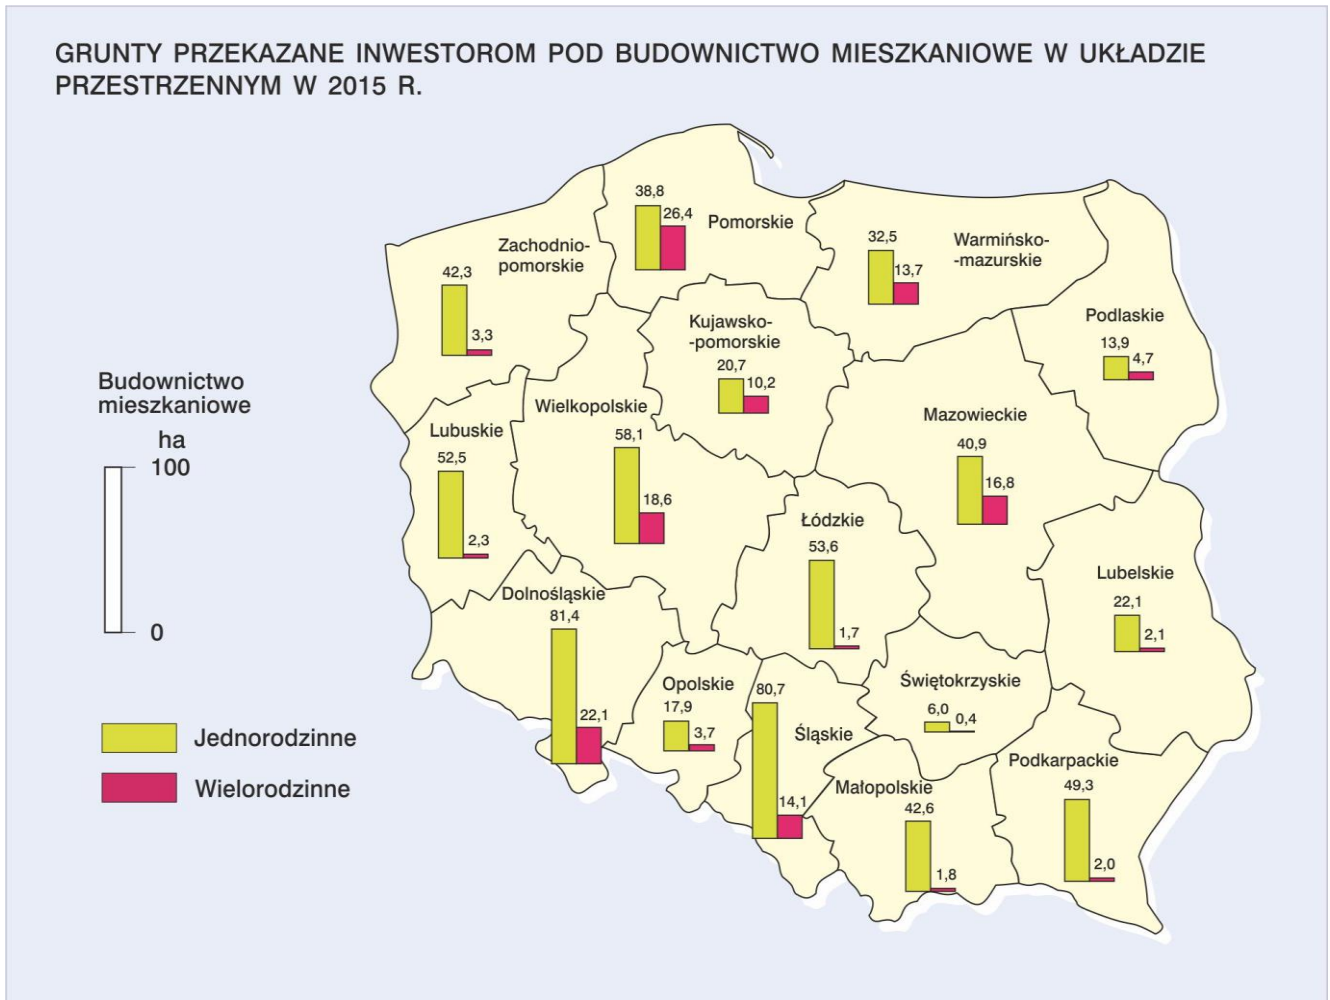 GRUNTY PRZEKAZANE INWESTOROM POD BUDOWNICTWO MIESZKANIOWE W UKŁADZIE
PRZESTRZENNYM W 2015 R.
38,8
26,4
Pomorskie
Zachodnio-
pomorskie
42,3
3,3
32,5
13,7
Warmińsko-
-mazurskie
Podlaskie
13,9
4,7
Kujawsko-
-pomorskie
20,7
10,2
Budownictwo
mieszkaniowe
ha
100
0
Wielkopolskie
58,1
18,6
Mazowieckie
40,9
16,8
Lubuskie
52,5
2,3
Łódzkie
53,6
1,7
Lubelskie
22,1
2,1
Dolnośląskie
81,4
22,1
Opolskie
17,9
3,7
80,7
Śląskie
14,1
Świętokrzyskie
6,0
0,4
Małopolskie
42,6
1,8
Podkarpackie
49,3
2,0
Jednorodzinne
Wielorodzinne